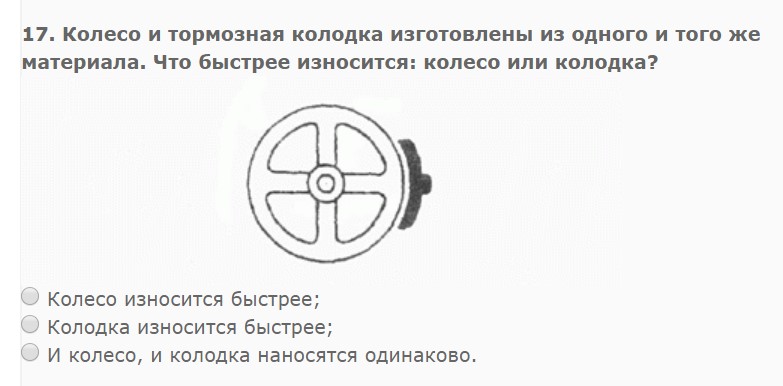 17. Колесо и тормозная колодка изготовлены из одного и того же
материала. Что быстрее износится: колесо или колодка?
Колесо износится быстрее;
Колодка износится быстрее;
И колесо, и колодка наносятся одинаково.